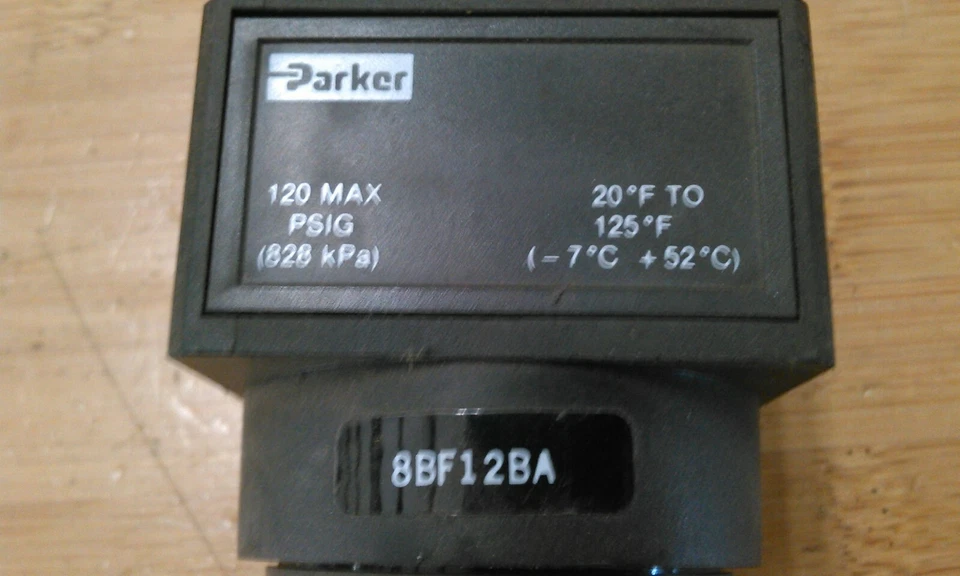 Parker
120 MAX
PSIG
(828 kPa)
20°F TO
125°F
(-7°C +52°C)
8BF12BA